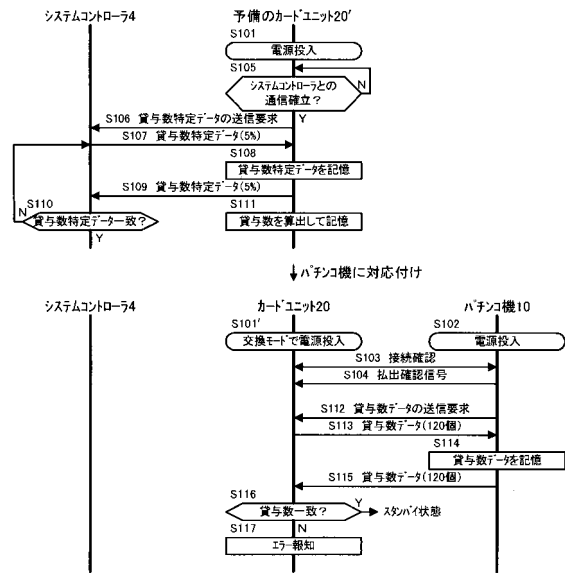 システムコントローラ4
予備のカードユニット20'
S101
電源投入
S105
システムコントローラとの
通信確立？
N
Y
S106 貸与数特定データの送信要求
S107 貸与数特定データ(5%)
S108
貸与数特定データを記憶
S109 貸与数特定データ(5%)
S110
N
貸与数特定データ一致？
Y
S111
貸与数を算出して記憶
パチンコ機に対応付け
システムコントローラ4
カードユニット20
パチンコ機10
S101'
交換モードで電源投入
S102
電源投入
S103 接続確認
S104 払出確認信号
S112 貸与数データの送信要求
S113 貸与数データ(120個)
S114
貸与数データを記憶
S115 貸与数データ(120個)
S116
貸与数一致？
Y
スタンバイ状態
S117
N
エラー報知